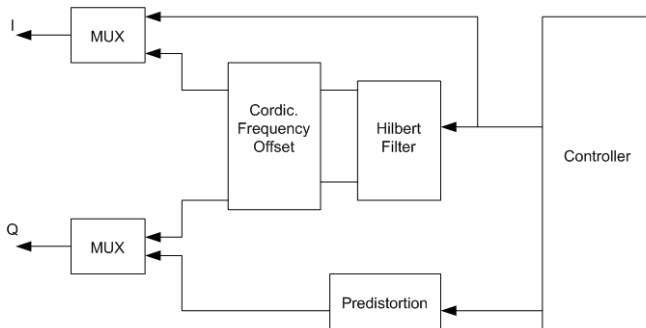 I
MUX
Cordic.
Frequency
Offset
Hilbert
Filter
Controller
Q
MUX
Predistortion